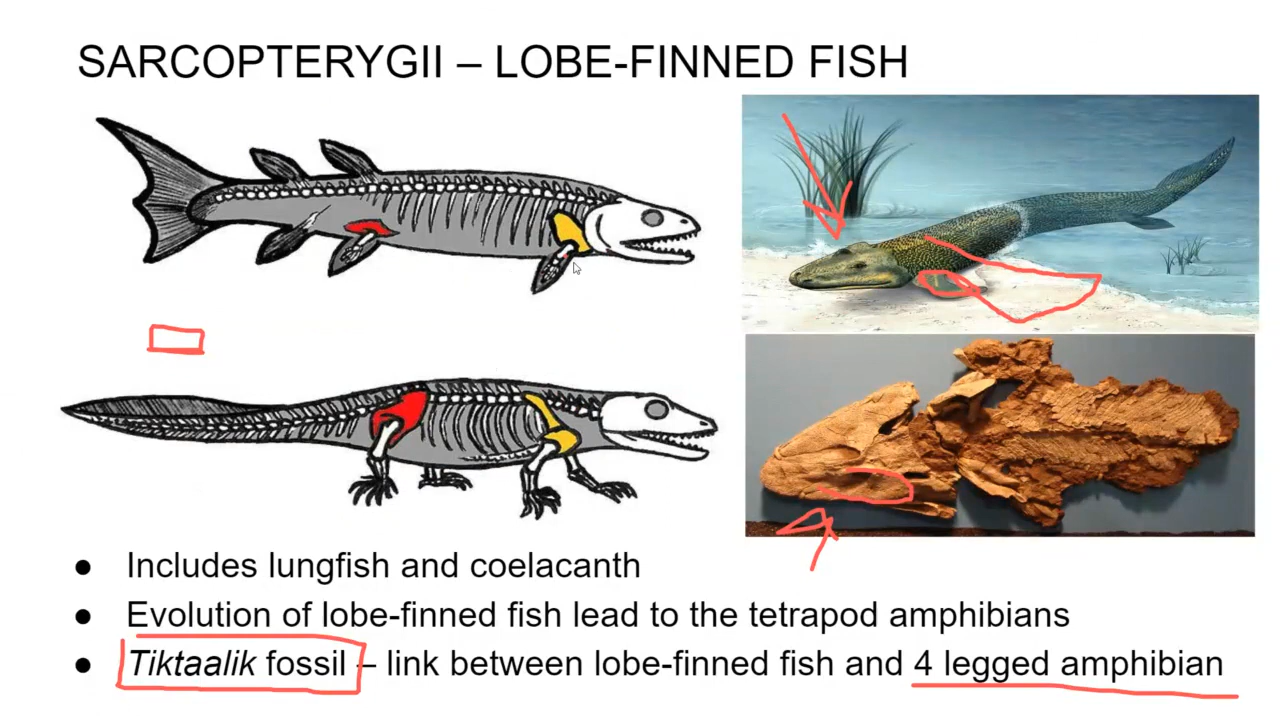 SARCOPTERYGII – LOBE-FINNED FISH
● Includes lungfish and coelacanth
● Evolution of lobe-finned fish lead to the tetrapod amphibians
● Tiktaalik fossil – link between lobe-finned fish and 4 legged amphibian